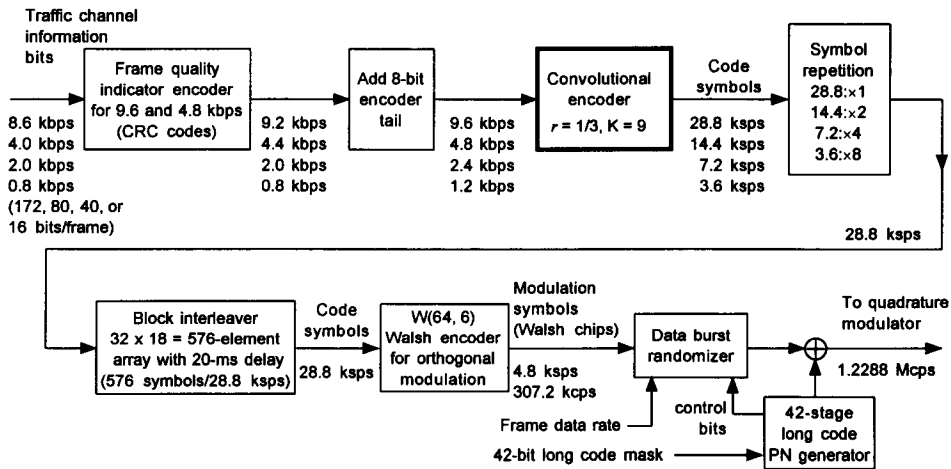 Traffic channel
information
bits
8.6 kbps
4.0 kbps
2.0 kbps
0.8 kbps
(172, 80, 40, or
16 bits/frame)
Frame quality
indicator encoder
for 9.6 and 4.8 kbps
(CRC codes)
9.2 kbps
4.4 kbps
2.0 kbps
0.8 kbps
Add 8-bit
encoder
tail
9.6 kbps
4.8 kbps
2.4 kbps
1.2 kbps
Convolutional
encoder
r = 1/3, K = 9
Code
symbols
28.8 ksps
14.4 ksps
7.2 ksps
3.6 ksps
Symbol
repetition
28.8:×1
14.4:×2
7.2:×4
3.6:×8
28.8 ksps
Block interleaver
32 x 18 = 576-element
array with 20-ms delay
(576 symbols/28.8 ksps)
Code
symbols
28.8 ksps
W(64, 6)
Walsh encoder
for orthogonal
modulation
Modulation
symbols
(Walsh chips)
4.8 ksps
307.2 kcps
Data burst
randomizer
Frame data rate
control
bits
42-bit long code mask
42-stage
long code
PN generator
To quadrature
modulator
1.2288 Mcps